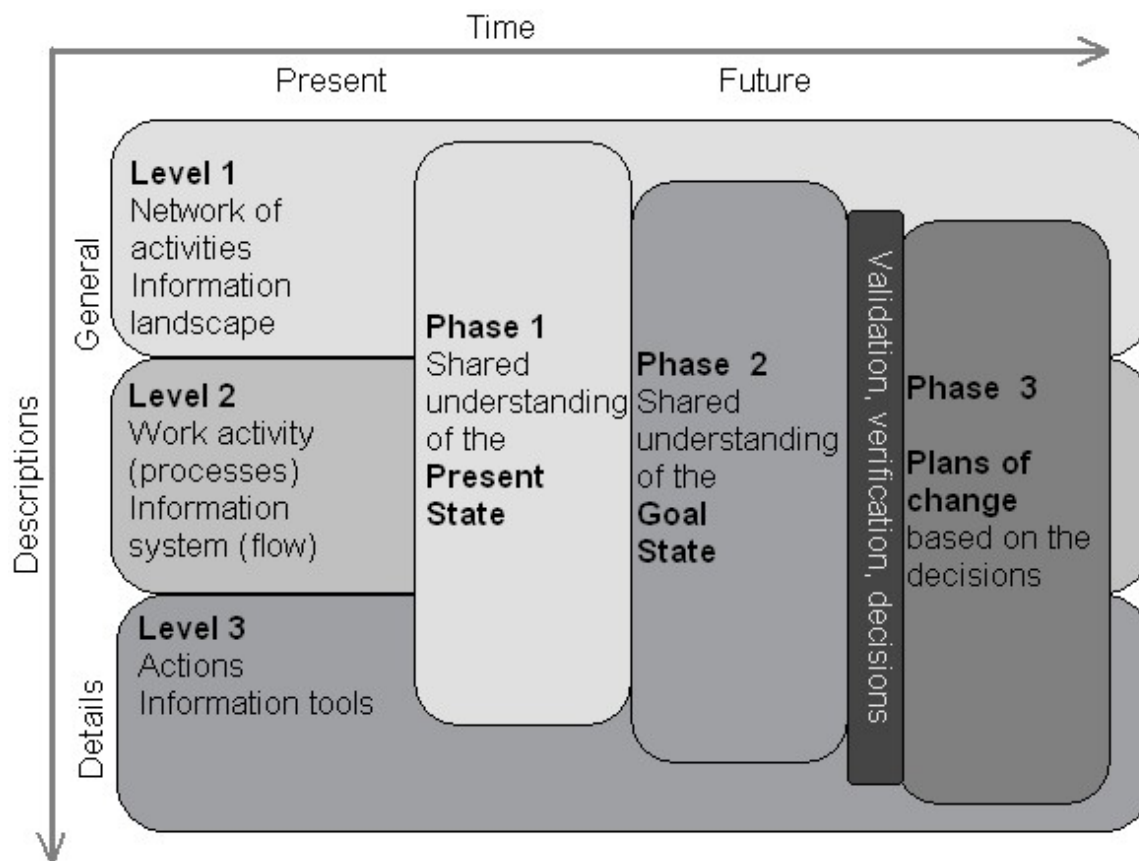 Time
Present
Future
Descriptions
General
Details
Level 1
Network of
activities
Information
landscape
Level 2
Work activity
(processes)
Information
system (flow)
Level 3
Actions
Information tools
Phase 1
Shared
understanding
of the
Present
State
Phase 2
Shared
understanding
of the
Goal
State
Validation, verification, decisions
Phase 3
Plans of
change
based on the
decisions